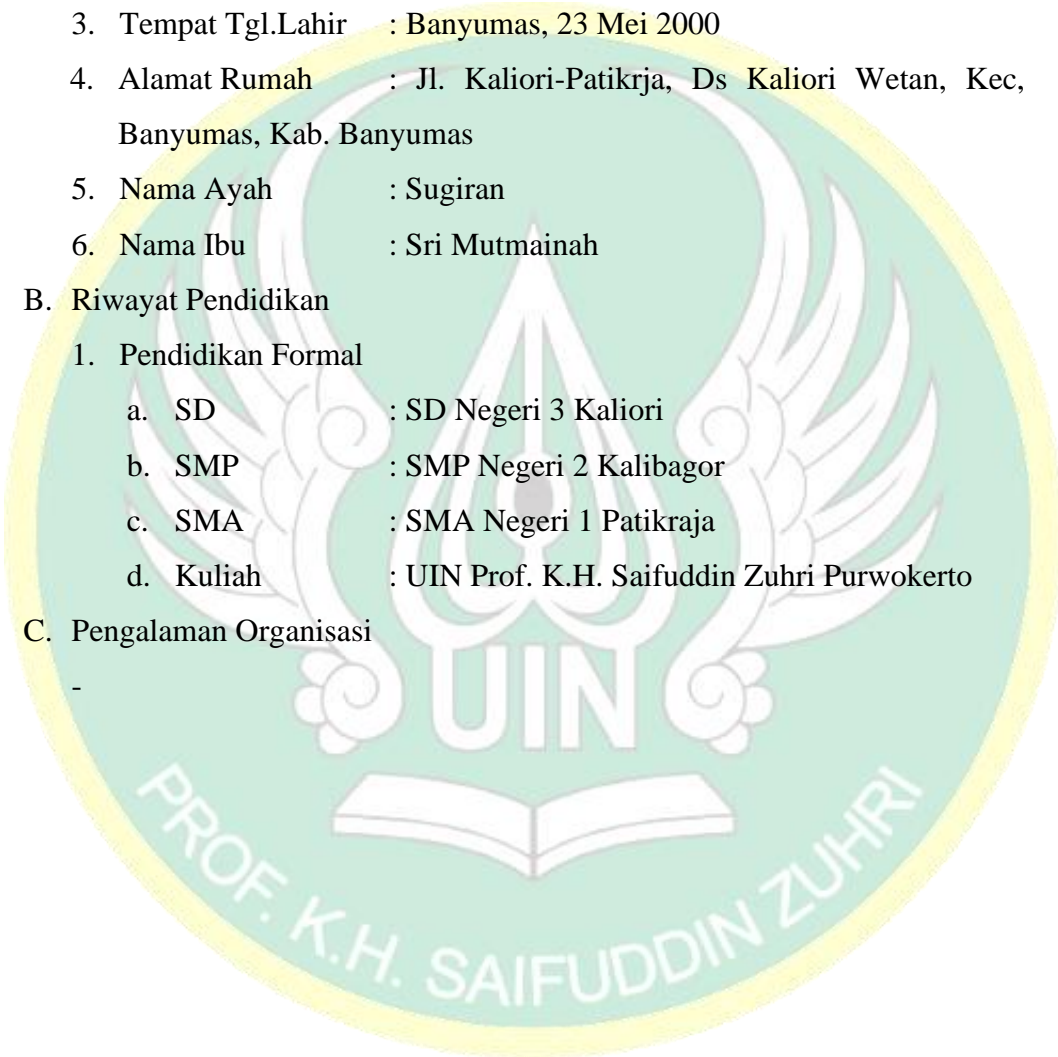 3. Tempat Tgl.Lahir : Banyumas, 23 Mei 2000
4. Alamat Rumah : Jl. Kaliori-Patikrja, Ds Kaliori Wetan, Kec,
Banyumas, Kab. Banyumas
5. Nama Ayah : Sugiran
6. Nama Ibu : Sri Mutmainah
B. Riwayat Pendidikan
1. Pendidikan Formal
a. SD : SD Negeri 3 Kaliori
b. SMP : SMP Negeri 2 Kalibagor
c. SMA : SMA Negeri 1 Patikraja
d. Kuliah : UIN Prof. K.H. Saifuddin Zuhri Purwokerto
C. Pengalaman Organisasi
-
UIN
PROF. K.H. SAIFUDDIN ZUHRI